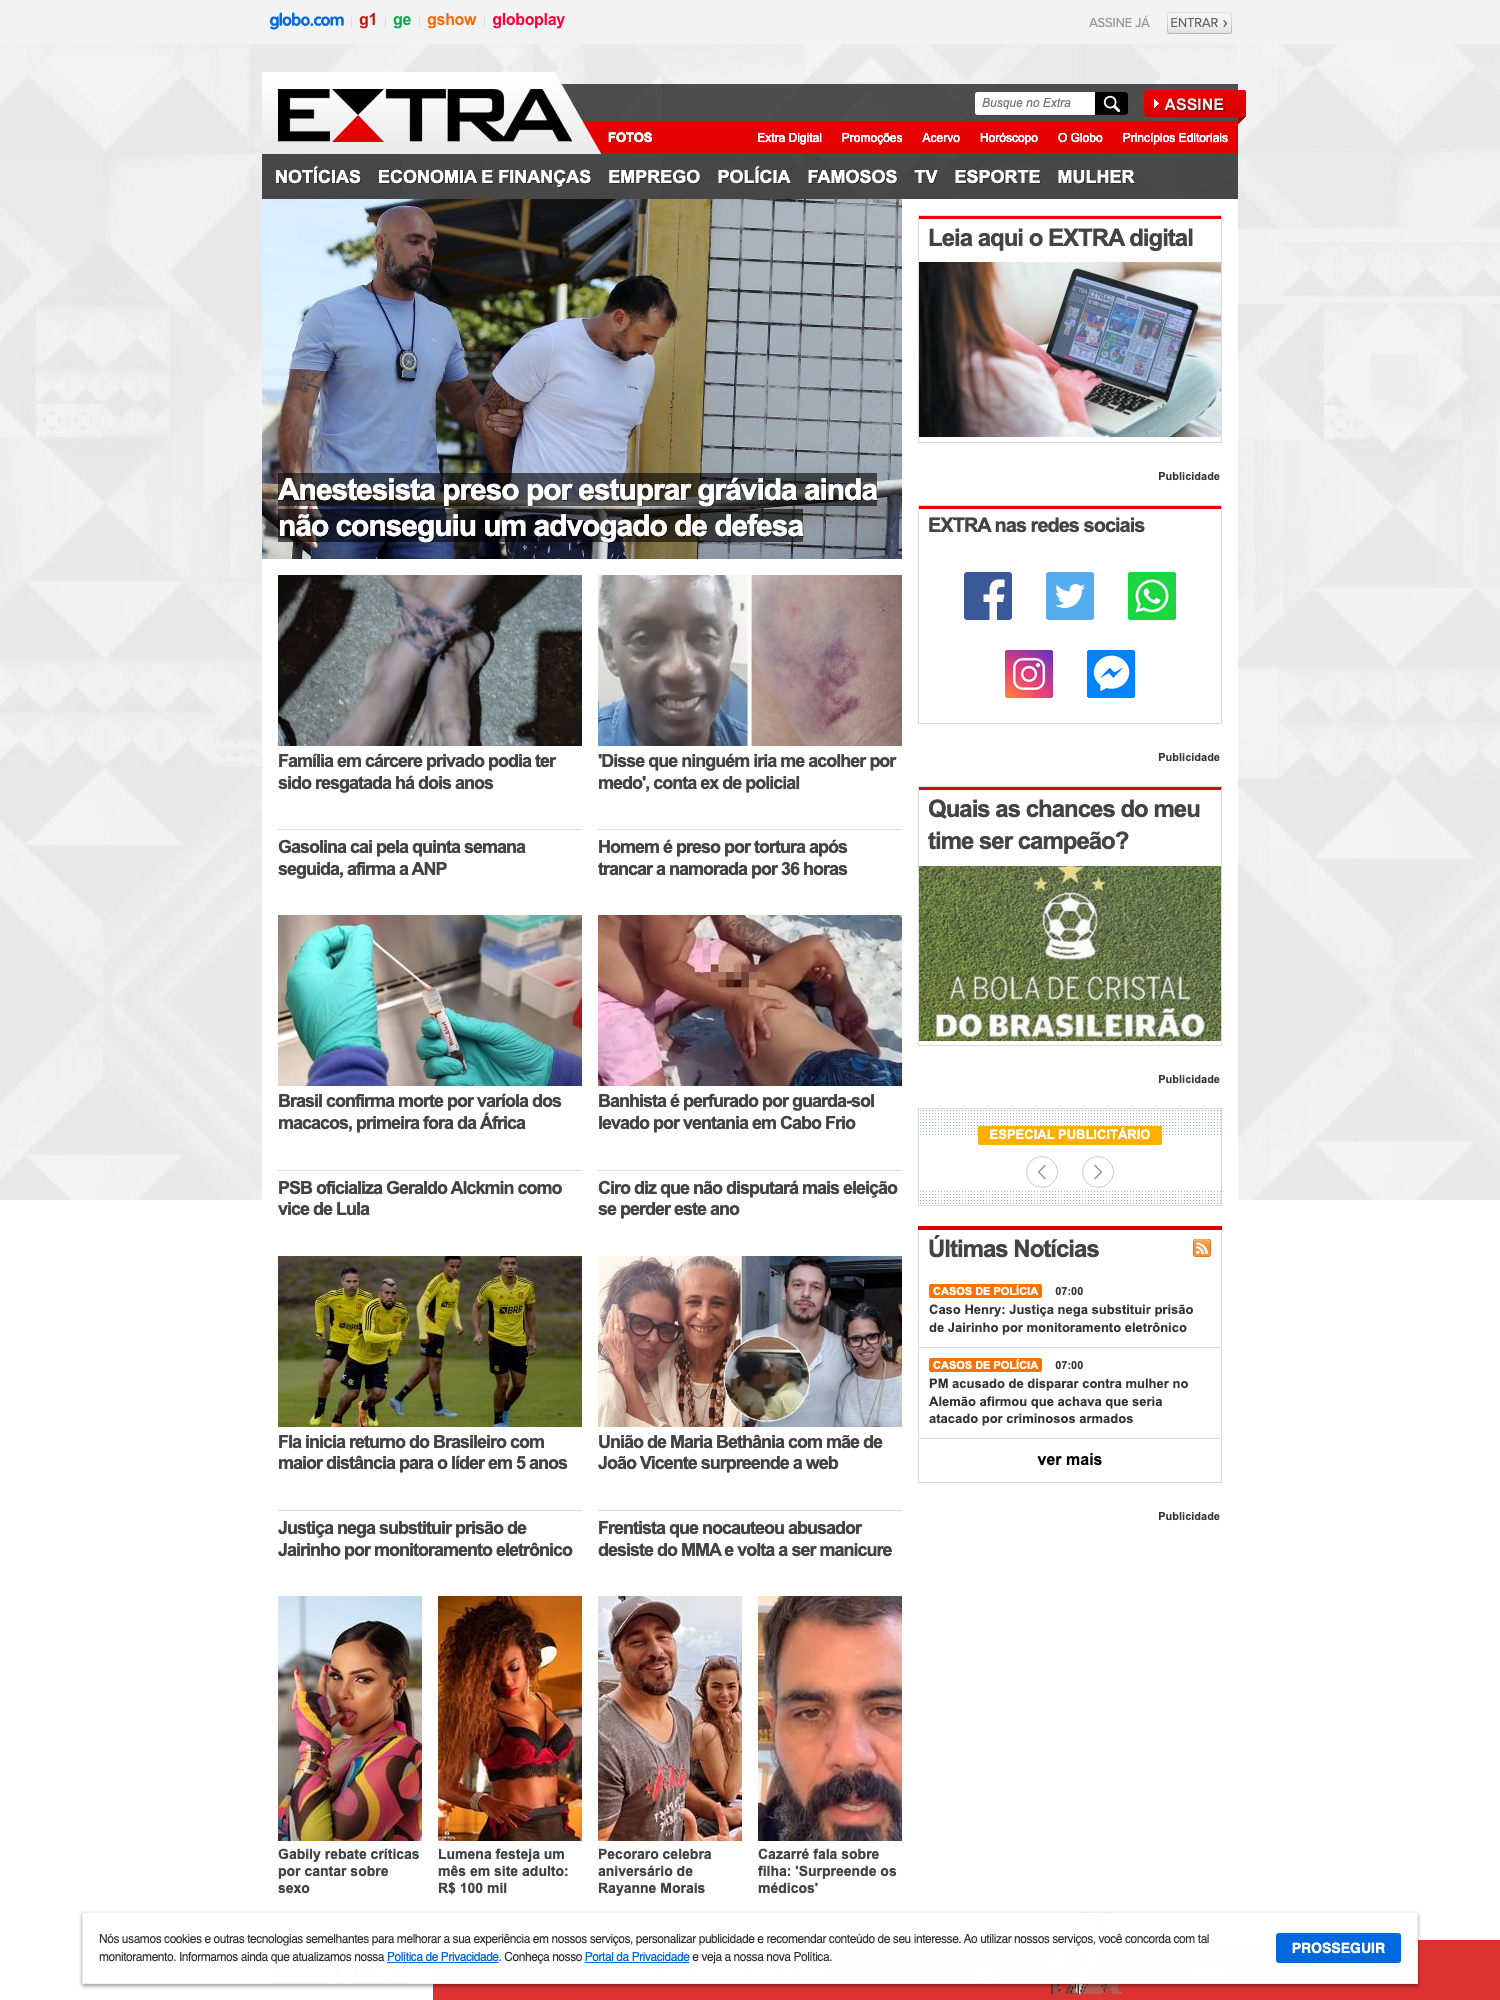 globo.com
g1
ge
gshow
globoplay
ASSINE JÁ
ENTRAR ›
EXTRA
Busque no Extra
ASSINE
FOTOS
Extra Digital
Promoções
Acervo
Horóscopo
O Globo
Princípios Editoriais
NOTÍCIAS
ECONOMIA E FINANÇAS
EMPREGO
POLÍCIA
FAMOSOS
TV
ESPORTE
MULHER
Anestesista preso por estuprar grávida ainda
não conseguiu um advogado de defesa
Família em cárcere privado podia ter
sido resgatada há dois anos
'Disse que ninguém iria me acolher por
medo', conta ex de policial
Gasolina cai pela quinta semana
seguida, afirma a ANP
Homem é preso por tortura após
trancar a namorada por 36 horas
Brasil confirma morte por varíola dos
macacos, primeira fora da África
Banhista é perfurado por guarda-sol
levado por ventania em Cabo Frio
PSB oficializa Geraldo Alckmin como
vice de Lula
Ciro diz que não disputará mais eleição
se perder este ano
BRB
BRB
Fla inicia returno do Brasileiro com
maior distância para o líder em 5 anos
União de Maria Bethânia com mãe de
João Vicente surpreende a web
Justiça nega substituir prisão de
Jairinho por monitoramento eletrônico
Frentista que nocauteou abusador
desiste do MMA e volta a ser manicure
Gabily rebate críticas
por cantar sobre
sexo
Lumena festeja um
mês em site adulto:
R$ 100 mil
Pecoraro celebra
aniversário de
Rayanne Morais
Cazarré fala sobre
filha: 'Surpreende os
médicos'
Leia aqui o EXTRA digital
EXTRA
EXTRA
Publicidade
EXTRA nas redes sociais
Publicidade
Quais as chances do meu
time ser campeão?
A BOLA DE CRISTAL
DO BRASILEIRÃO
Publicidade
ESPECIAL PUBLICITÁRIO
Últimas Notícias
CASOS DE POLÍCIA 07:00
Caso Henry: Justiça nega substituir prisão
de Jairinho por monitoramento eletrônico
CASOS DE POLÍCIA 07:00
PM acusado de disparar contra mulher no
Alemão afirmou que achava que seria
atacado por criminosos armados
ver mais
Publicidade
Nós usamos cookies e outras tecnologias semelhantes para melhorar a sua experiência em nossos serviços, personalizar publicidade e recomendar conteúdo de seu interesse. Ao utilizar nossos serviços, você concorda com tal
monitoramento. Informamos ainda que atualizamos nossa Política de Privacidade. Conheça nosso Portal da Privacidade e veja a nossa nova Política.
PROSSEGUIR